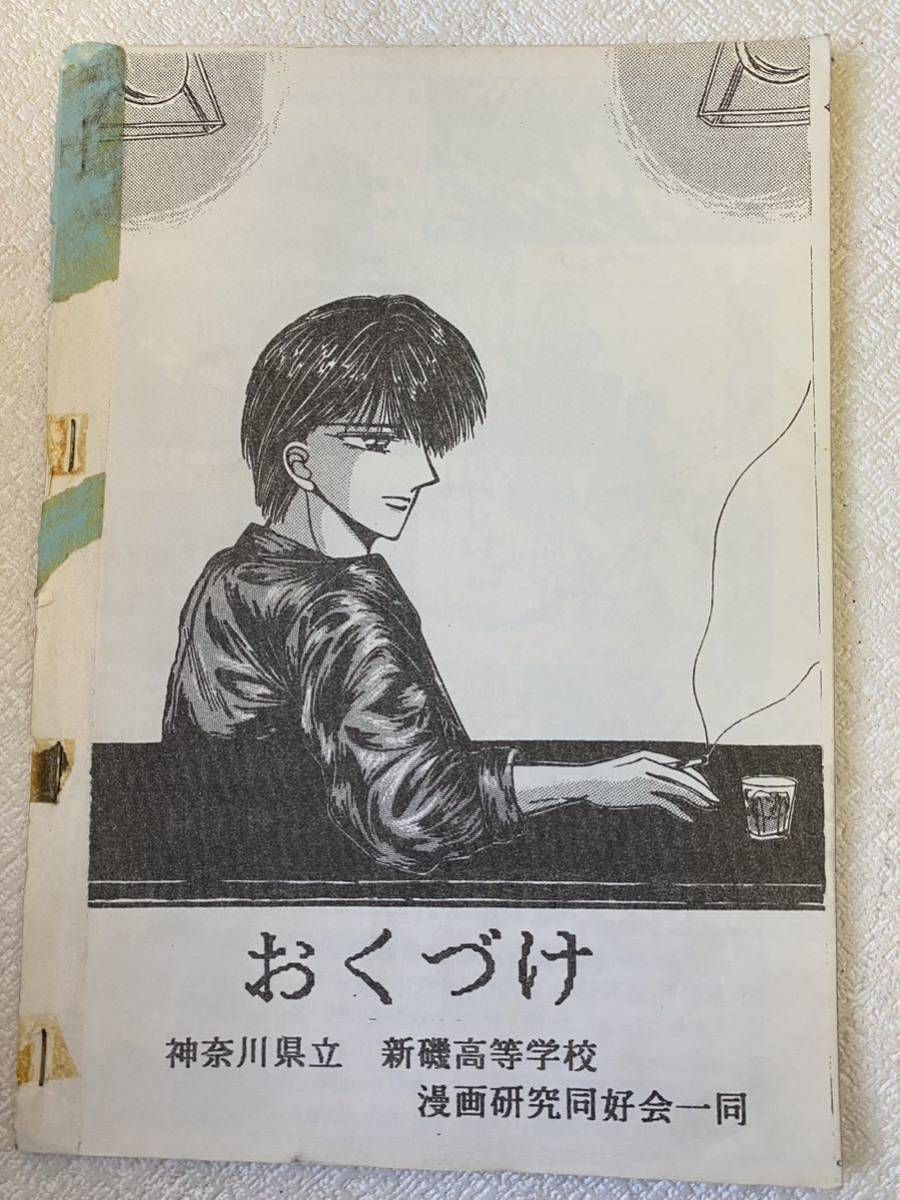 おくづけ
神奈川県立　新磯高等学校
漫画研究同好会一同